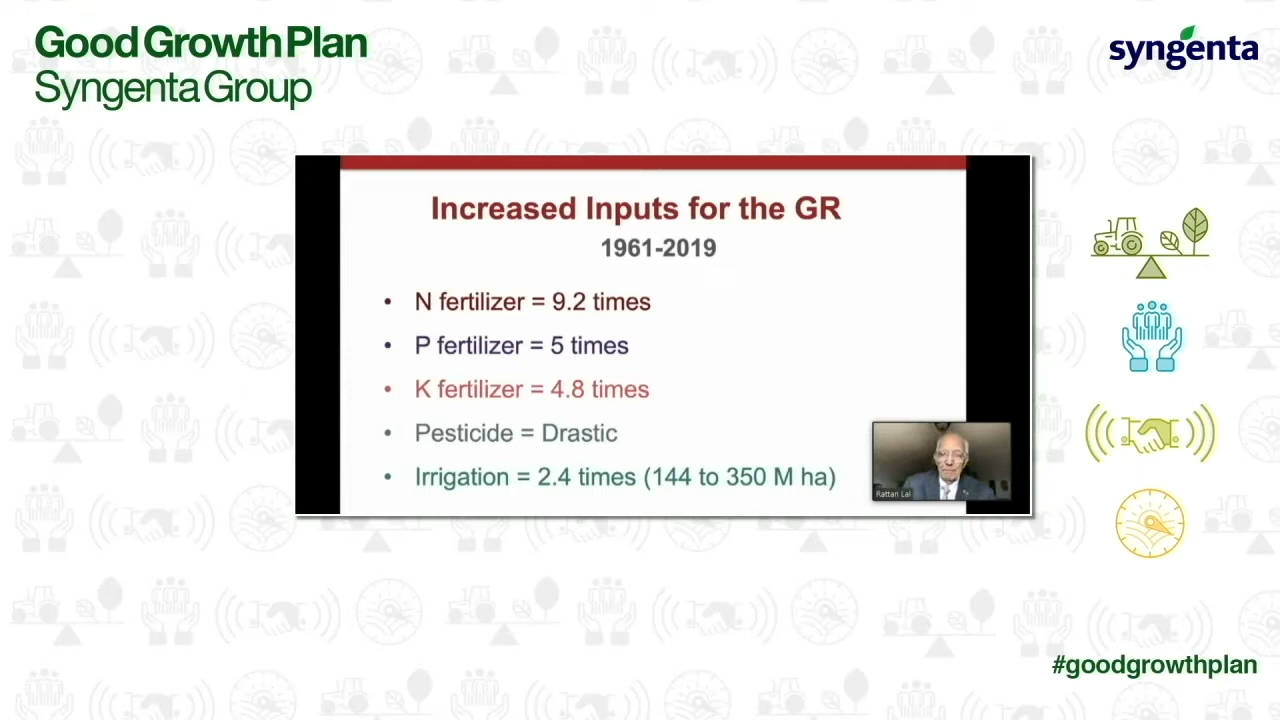 Good Growth Plan
Syngenta Group
syngenta
Increased Inputs for the GR
1961-2019
• N fertilizer = 9.2 times
• P fertilizer = 5 times
• K fertilizer = 4.8 times
• Pesticide = Drastic
• Irrigation = 2.4 times (144 to 350 M ha)
Rattan Lal
#goodgrowthplan